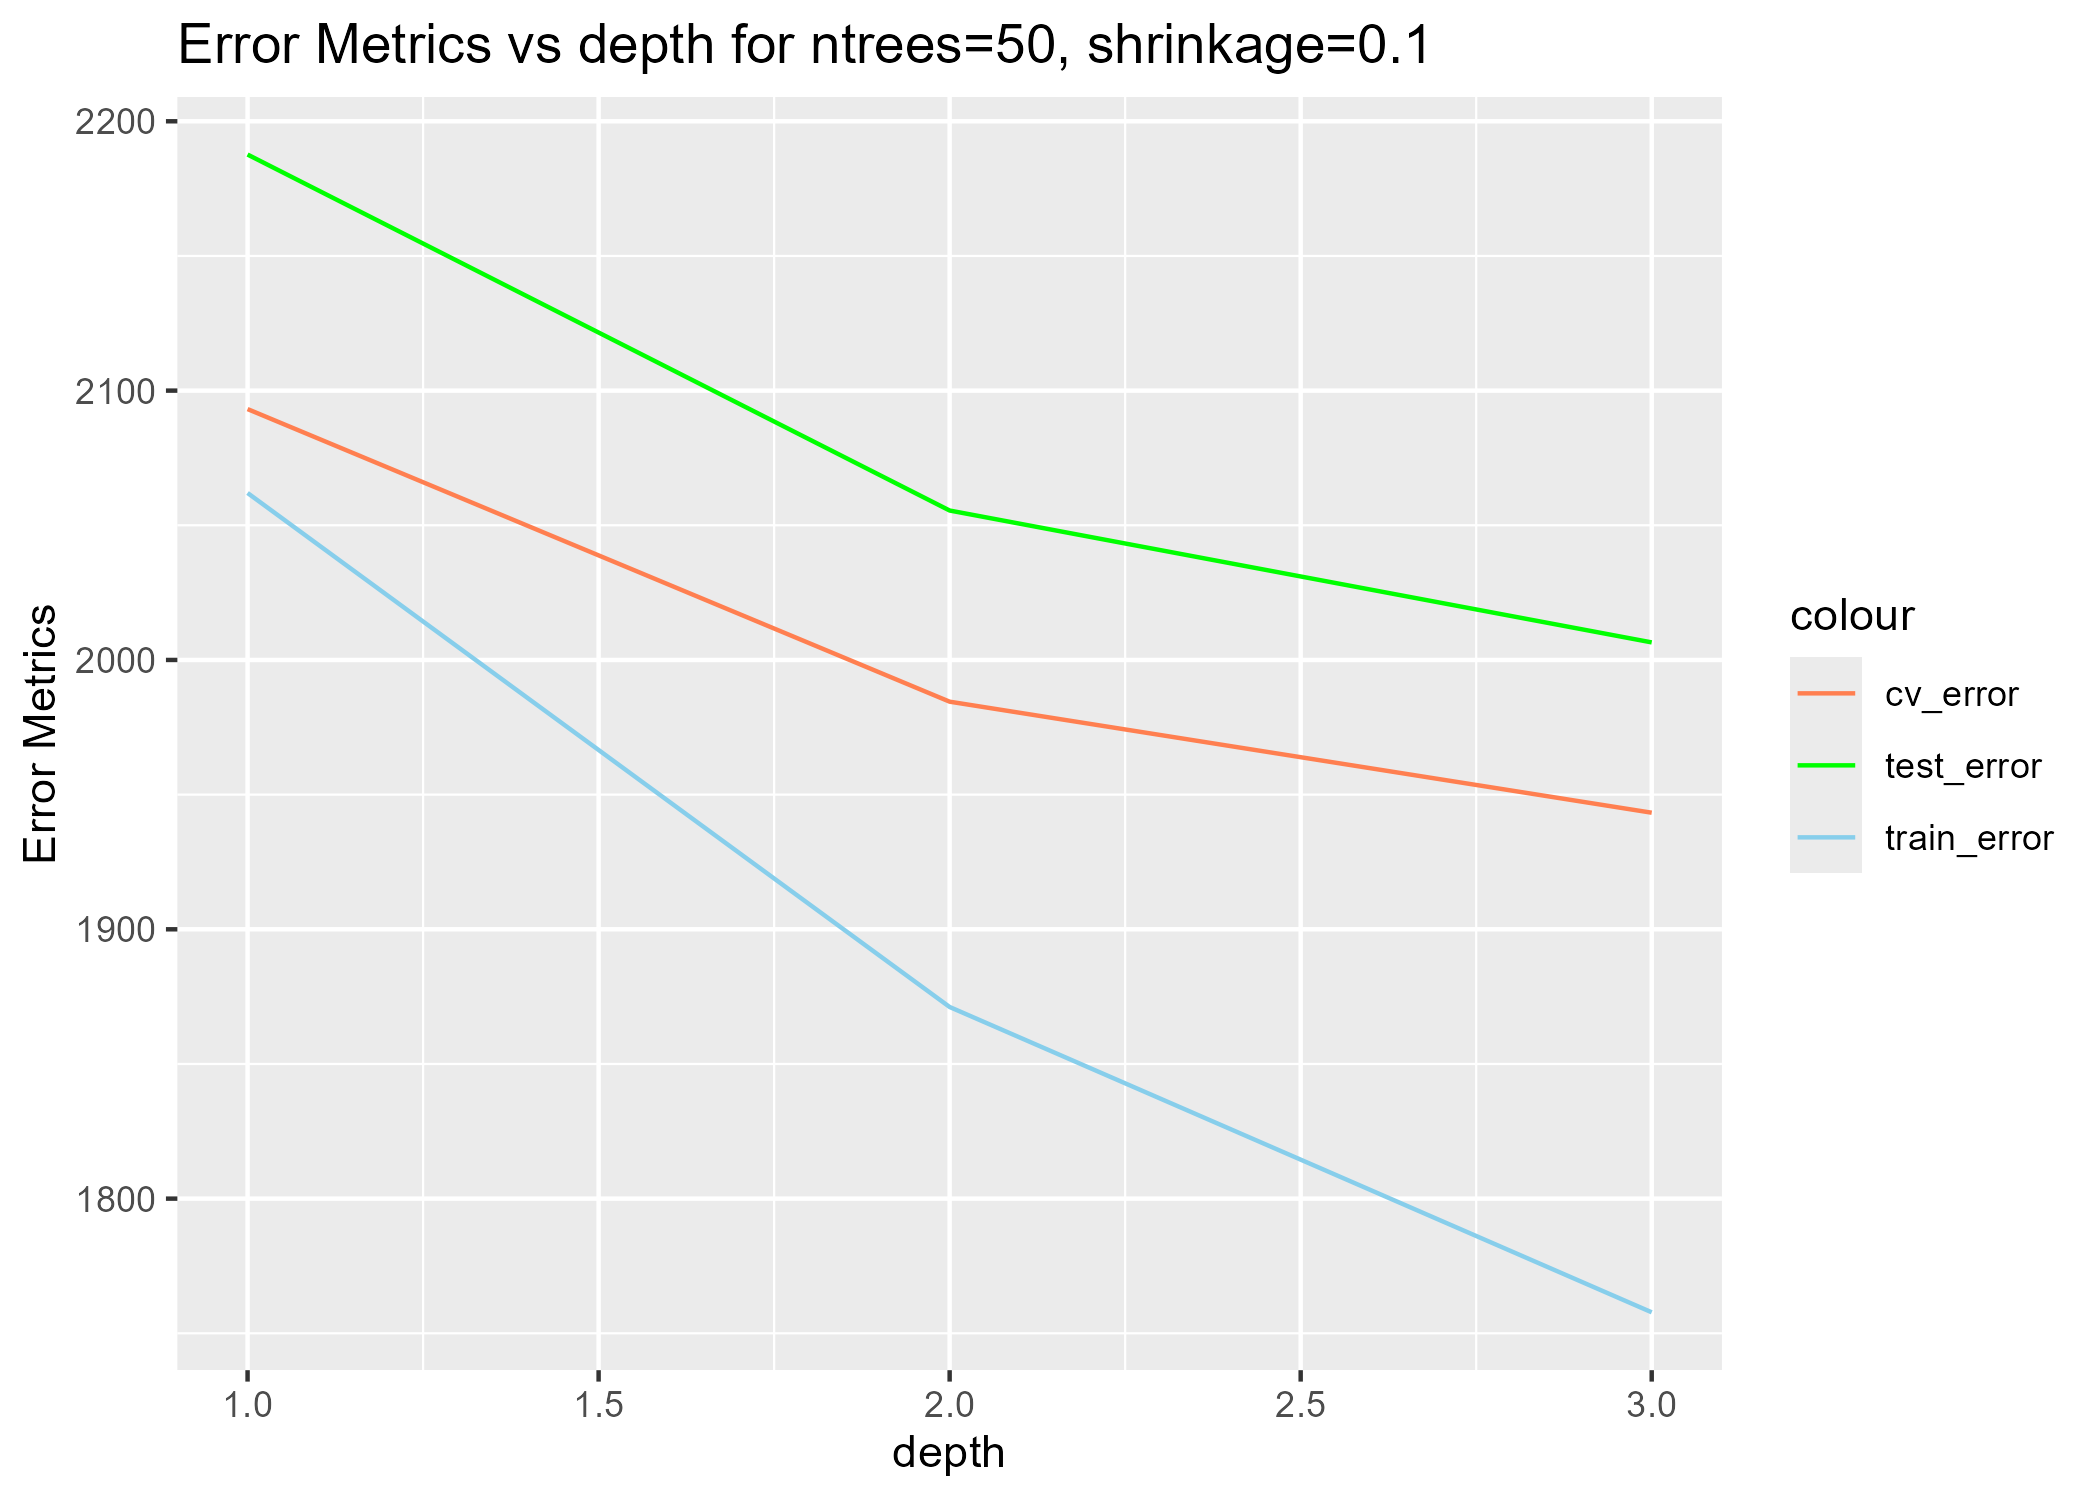 Error Metrics vs depth for ntrees=50, shrinkage=0.1
Error Metrics
2200
2100
2000
1900
1800
1.0 1.5 2.0 2.5 3.0
depth
colour
cv_error
test_error
train_error